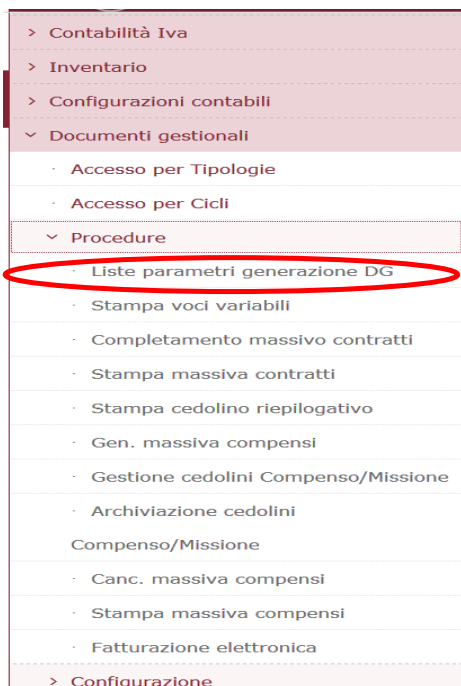 > Contabilità Iva
> Inventario
> Configurazioni contabili
Documenti gestionali
· Accesso per Tipologie
· Accesso per Cicli
Procedure
· Liste parametri generazione DG
· Stampa voci variabili
· Completamento massivo contratti
· Stampa massiva contratti
· Stampa cedolino riepilogativo
· Gen. massiva compensi
· Gestione cedolini Compenso/Missione
· Archiviazione cedolini
Compenso/Missione
· Canc. massiva compensi
· Stampa massiva compensi
· Fatturazione elettronica
> Configurazione